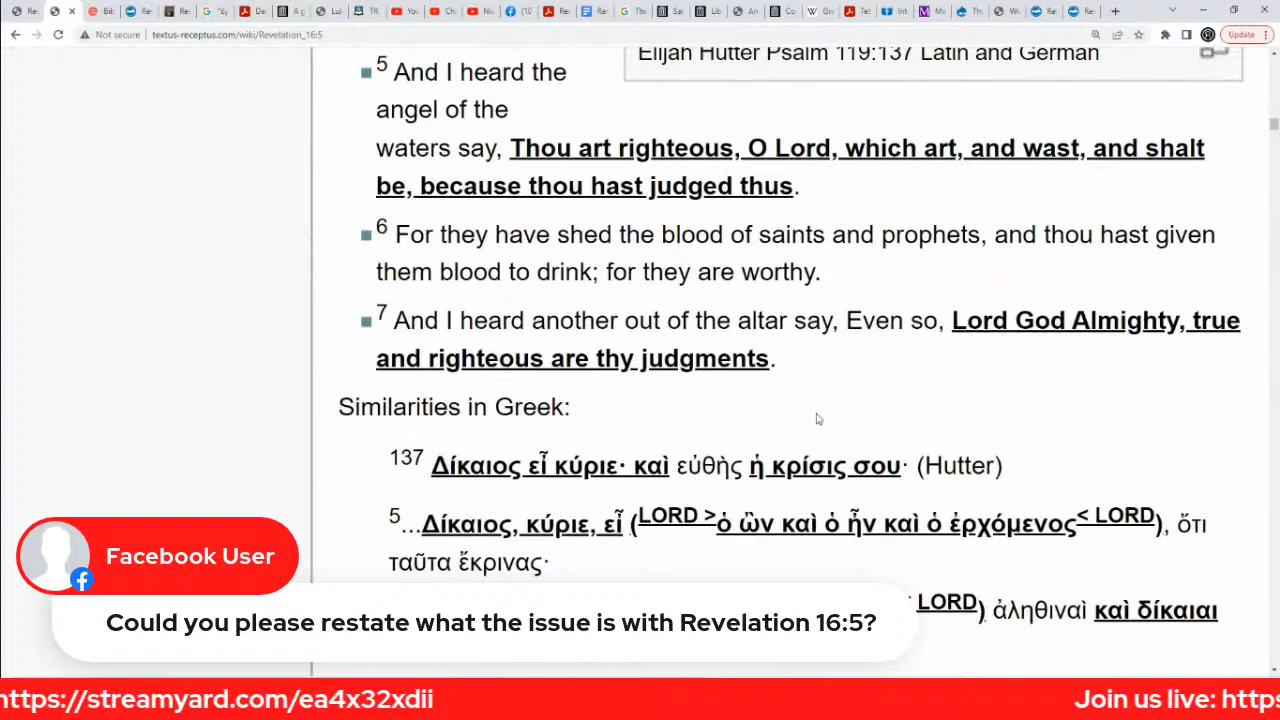 Not secure | textus-receptus.com/wiki/Revelation_16:5
Update
Elijah Hutter Psalm 119:137 Latin and German
5 And I heard the
angel of the
waters say, Thou art righteous, O Lord, which art, and wast, and shalt
be, because thou hast judged thus.
6 For they have shed the blood of saints and prophets, and thou hast given
them blood to drink; for they are worthy.
7 And I heard another out of the altar say, Even so, Lord God Almighty, true
and righteous are thy judgments.
Similarities in Greek:
137 Δίκαιος εἶ κύριε· καὶ εὐθὴς ἡ κρίσις σου· (Hutter)
5...Δίκαιος, κύριε, εἶ (LORD >ὁ ὢν καὶ ὁ ἦν καὶ ὁ ἐρχόμενος< LORD), ὅτι
ταῦτα ἔκρινας·
LORD) ἀληθιναὶ καὶ δίκαιαι
Facebook User
Could you please restate what the issue is with Revelation 16:5?
https://streamyard.com/ea4x32xdii
Join us live: https